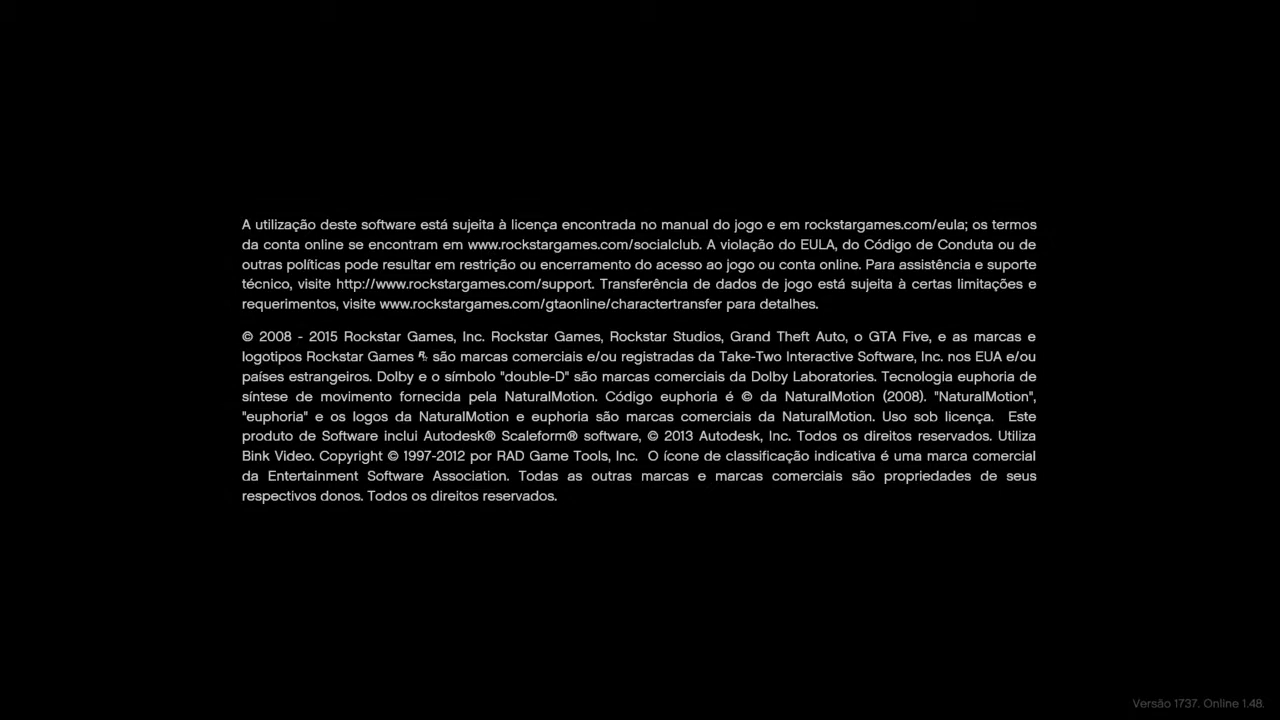 A utilização deste software está sujeita à licença encontrada no manual do jogo e em rockstargames.com/eula; os termos
da conta online se encontram em www.rockstargames.com/socialclub. A violação do EULA, do Código de Conduta ou de
outras políticas pode resultar em restrição ou encerramento do acesso ao jogo ou conta online. Para assistência e suporte
técnico, visite http://www.rockstargames.com/support. Transferência de dados de jogo está sujeita à certas limitações e
requerimentos, visite www.rockstargames.com/gtaonline/charactertransfer para detalhes.
© 2008 - 2015 Rockstar Games, Inc. Rockstar Games, Rockstar Studios, Grand Theft Auto, o GTA Five, e as marcas e
logotipos Rockstar Games são marcas comerciais e/ou registradas da Take-Two Interactive Software, Inc. nos EUA e/ou
países estrangeiros. Dolby e o símbolo "double-D" são marcas comerciais da Dolby Laboratories. Tecnologia euphoria de
síntese de movimento fornecida pela NaturalMotion. Código euphoria é © da NaturalMotion (2008). "NaturalMotion",
"euphoria" e os logos da NaturalMotion e euphoria são marcas comerciais da NaturalMotion. Uso sob licença. Este
produto de Software inclui Autodesk® Scaleform® software, © 2013 Autodesk, Inc. Todos os direitos reservados. Utiliza
Bink Video. Copyright © 1997-2012 por RAD Game Tools, Inc. O ícone de classificação indicativa é uma marca comercial
da Entertainment Software Association. Todas as outras marcas e marcas comerciais são propriedades de seus
respectivos donos. Todos os direitos reservados.
Versão 1737. Online 1.48.